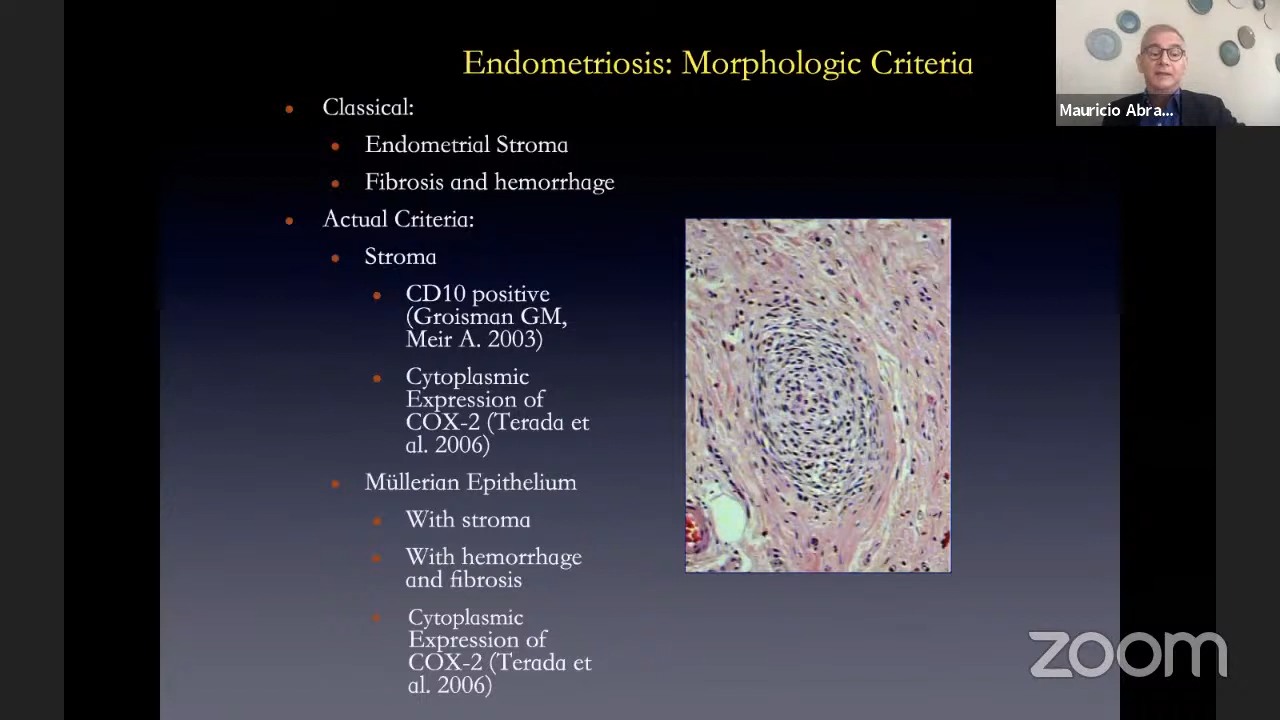 Endometriosis: Morphologic Criteria
Mauricio Abra...
Classical:
Endometrial Stroma
Fibrosis and hemorrhage
Actual Criteria:
Stroma
CD10 positive
(Groisman GM,
Meir A. 2003)
Cytoplasmic
Expression of
COX-2 (Terada et
al. 2006)
Müllerian Epithelium
With stroma
With hemorrhage
and fibrosis
Cytoplasmic
Expression of
COX-2 (Terada et
al. 2006)
zoom